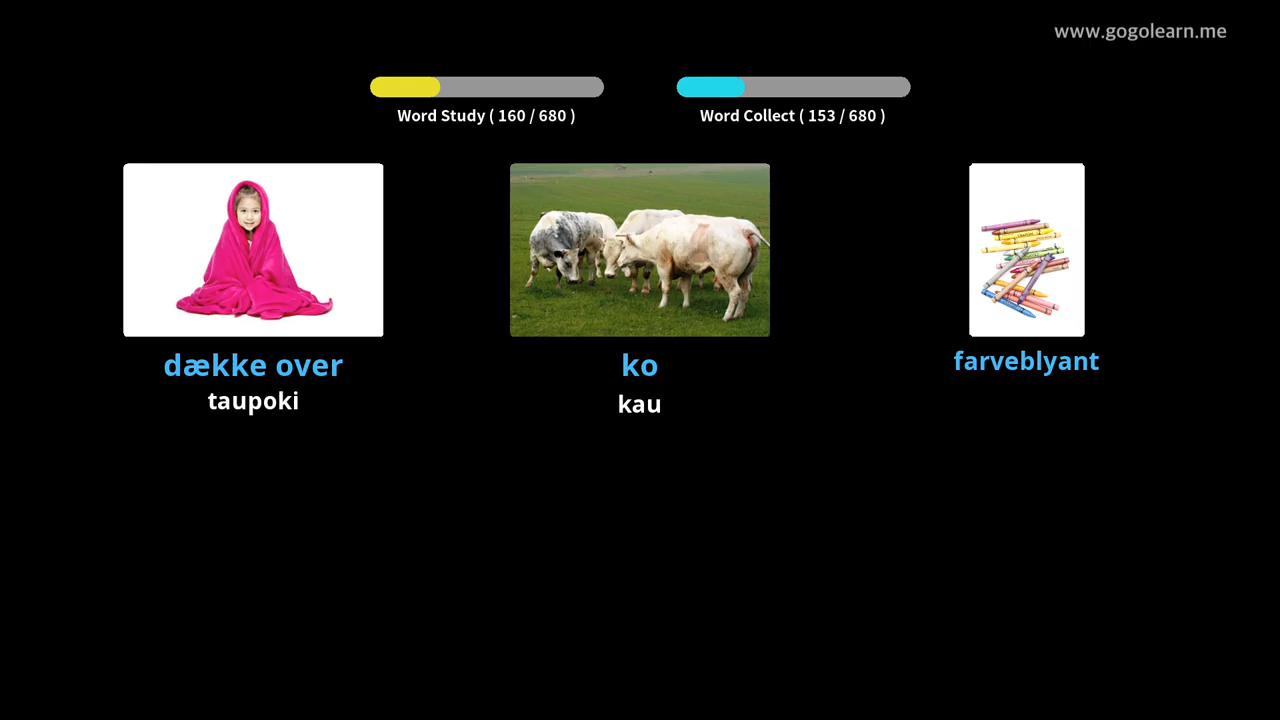 www.gogolearn.me
Word Study ( 160 / 680 )
Word Collect ( 153 / 680 )
dække over
taupoki
ko
kau
farveblyant